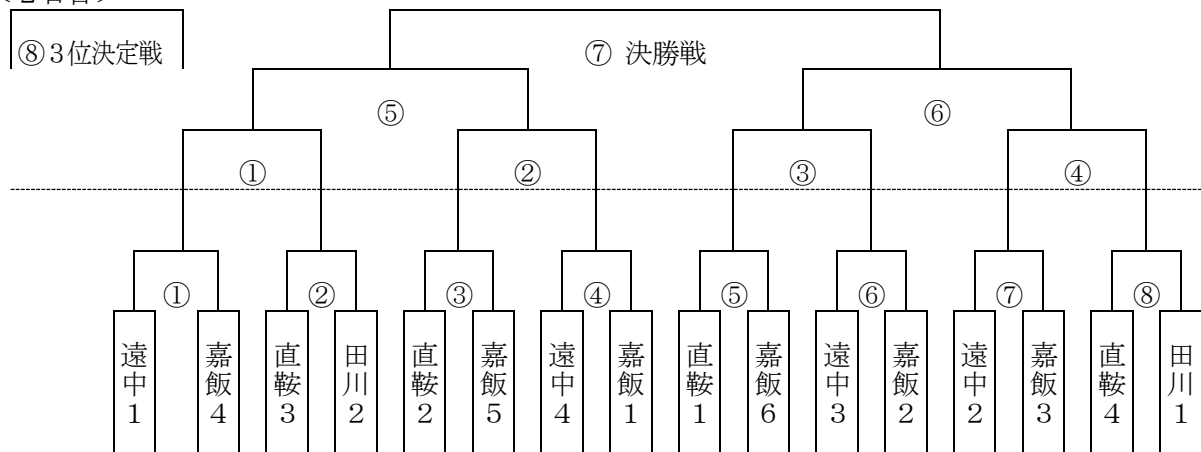 ⑧3位決定戦
⑦ 決勝戦
⑤ ⑥
① ② ③ ④
① ② ③ ④ ⑤ ⑥ ⑦ ⑧
遠中1
嘉飯4
直鞍3
田川2
直鞍2
嘉飯5
遠中4
嘉飯1
直鞍1
嘉飯6
遠中3
嘉飯2
遠中2
嘉飯3
直鞍4
田川1